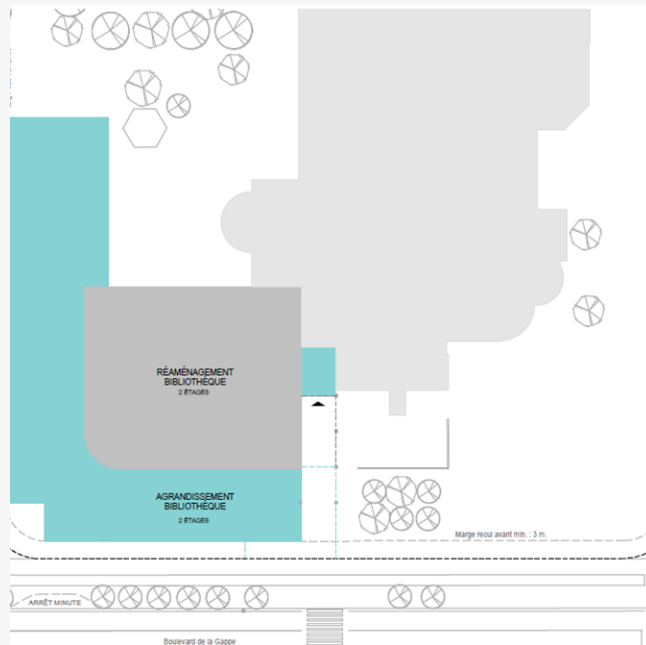 RÉAMÉNAGEMENT
BIBLIOTHÈQUE
2 ÉTAGES
AGRANDISSEMENT
BIBLIOTHÈQUE
2 ÉTAGES
Marge recul avant min. : 3 m.
ARRÊT MINUTE
Boulevard de la Gappe